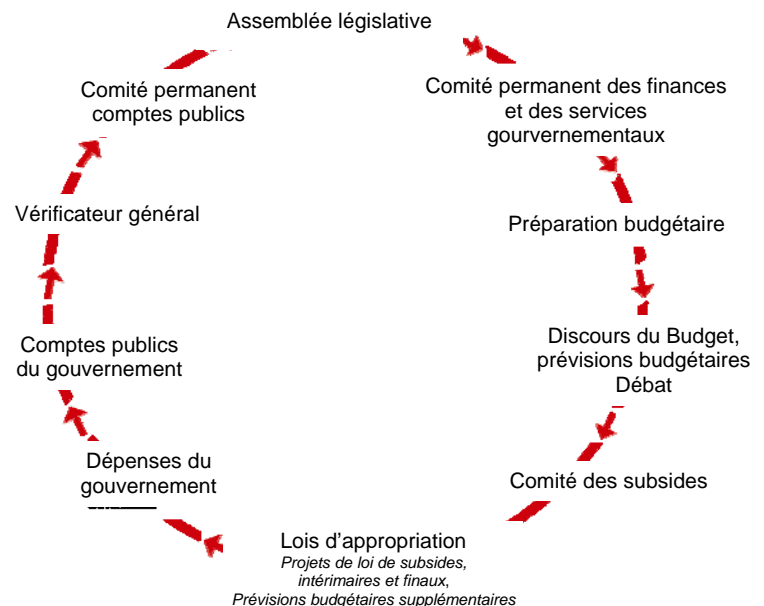 Assemblée législative
Comité permanent des finances
et des services
gourvernementaux
Préparation budgétaire
Discours du Budget,
prévisions budgétaires
Débat
Comité des subsides
Lois d'appropriation
Projets de loi de subsides,
intérimaires et finaux,
Prévisions budgétaires supplémentaires
Dépenses du
gouvernement
Comptes publics
du gouvernement
Vérificateur général
Comité permanent
comptes publics